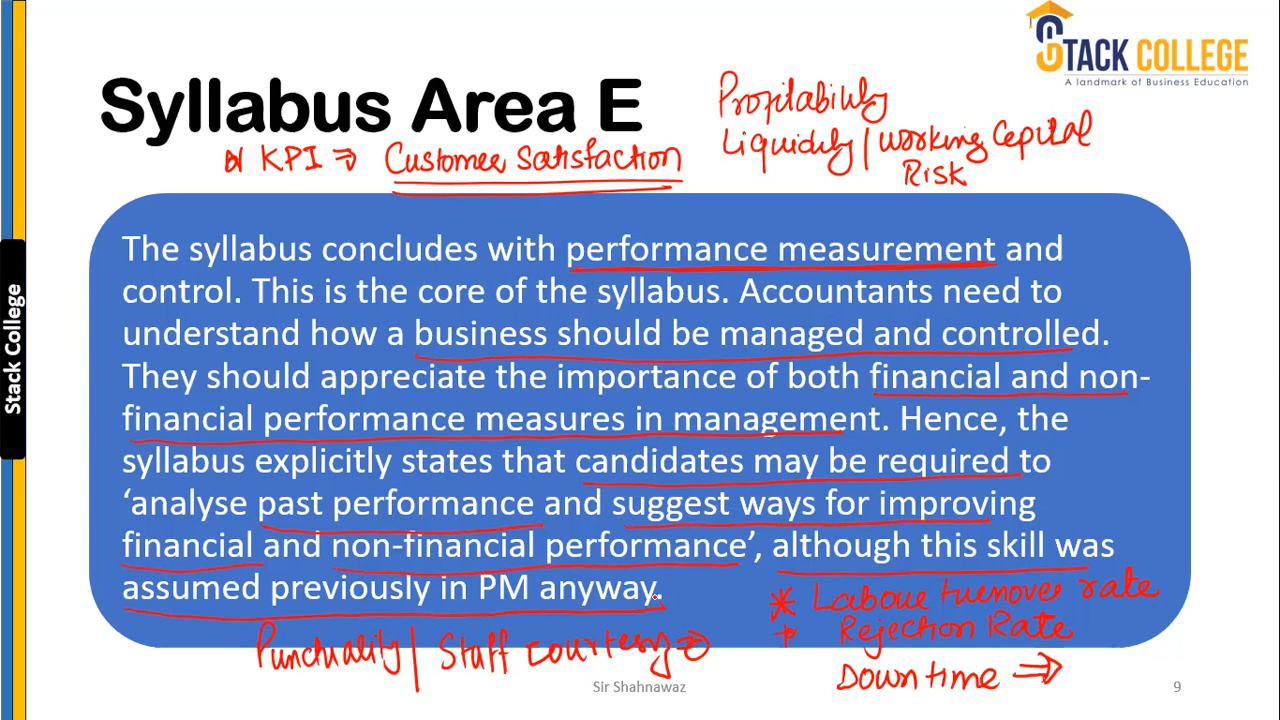 STACK COLLEGE
A landmark of Business Education
Syllabus Area E
Profitability
Liquidity / Working Capital
Risk
KPI ⇒ Customer Satisfaction
The syllabus concludes with performance measurement and
control. This is the core of the syllabus. Accountants need to
understand how a business should be managed and controlled.
They should appreciate the importance of both financial and non-
financial performance measures in management. Hence, the
syllabus explicitly states that candidates may be required to
‘analyse past performance and suggest ways for improving
financial and non-financial performance’, although this skill was
assumed previously in PM anyway.
* Labour turnover rate
+ Rejection Rate
Down time ⇒
Punctuality / Staff courtesy ⇒
Sir Shahnawaz
9
Stack College